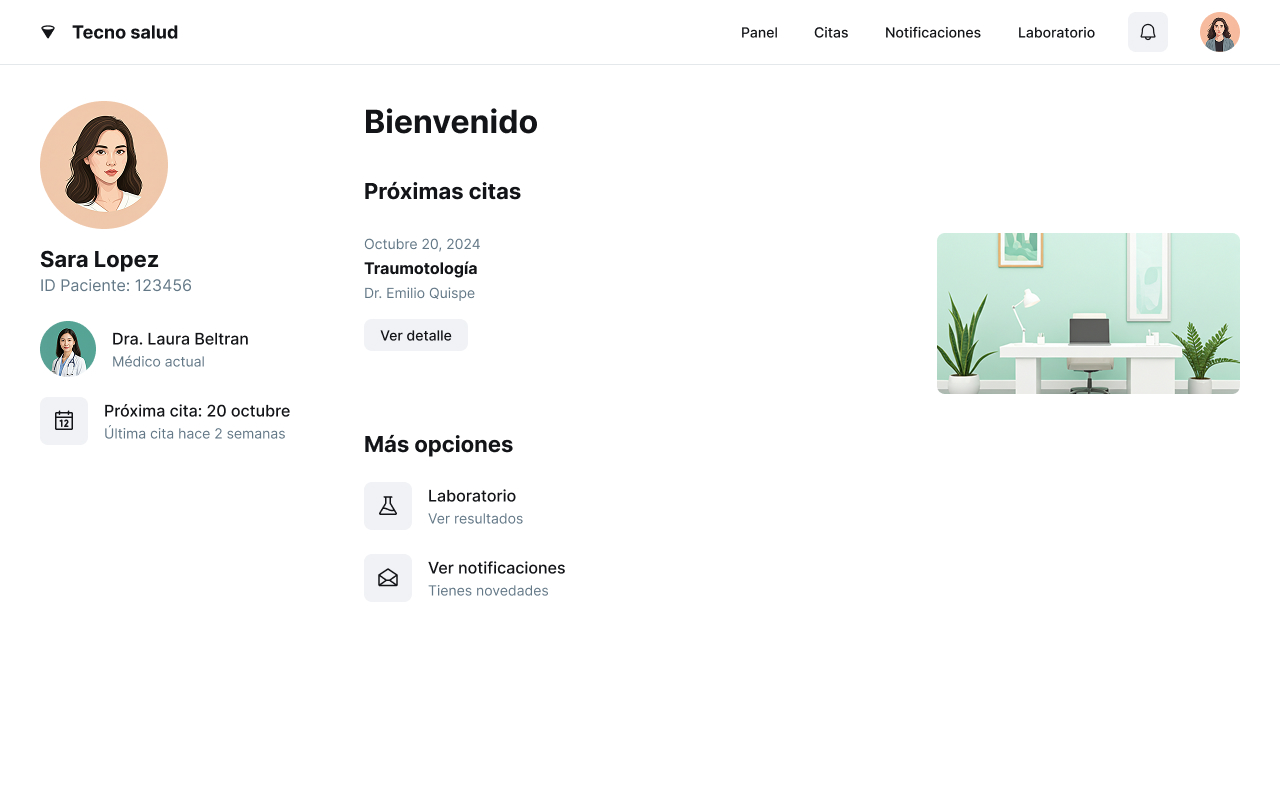 Tecno salud
Panel
Citas
Notificaciones
Laboratorio
Sara Lopez
ID Paciente: 123456
Dra. Laura Beltran
Médico actual
12
Próxima cita: 20 octubre
Última cita hace 2 semanas
Bienvenido
Próximas citas
Octubre 20, 2024
Traumotología
Dr. Emilio Quispe
Ver detalle
Más opciones
Laboratorio
Ver resultados
Ver notificaciones
Tienes novedades